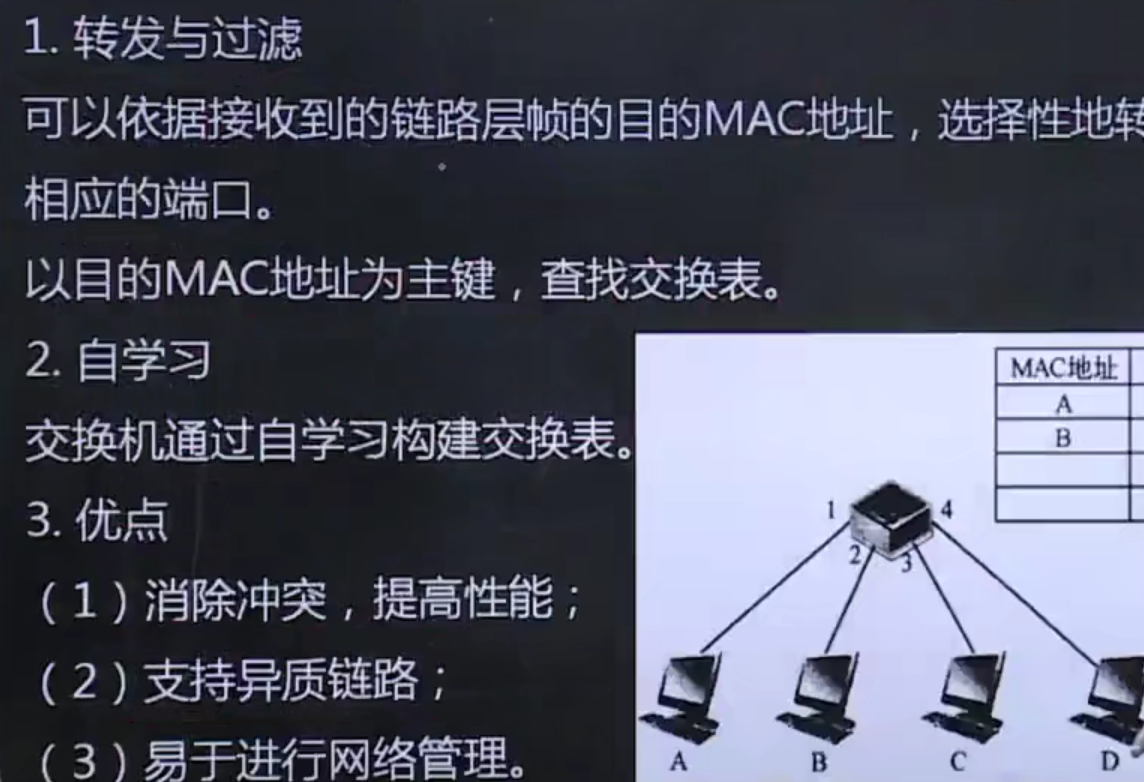 1. 转发与过滤
可以依据接收到的链路层帧的目的MAC地址，选择性地转
相应的端口。
以目的MAC地址为主键，查找交换表。
2. 自学习
交换机通过自学习构建交换表。
3. 优点
（1）消除冲突，提高性能；
（2）支持异质链路；
（3）易于进行网络管理。
MAC地址
A
B
1
4
2
3
A
B
C
D